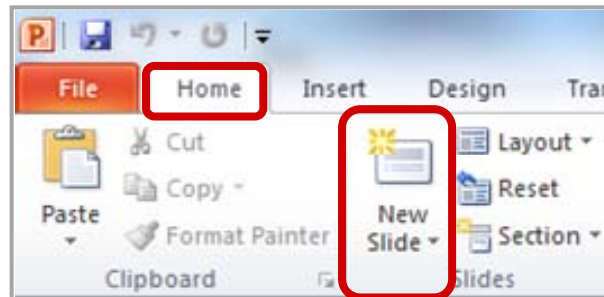 P
File Home Insert Design Tra
Cut
Copy
Format Painter
Paste
Clipboard
New
Slide
Layout
Reset
Section
Slides